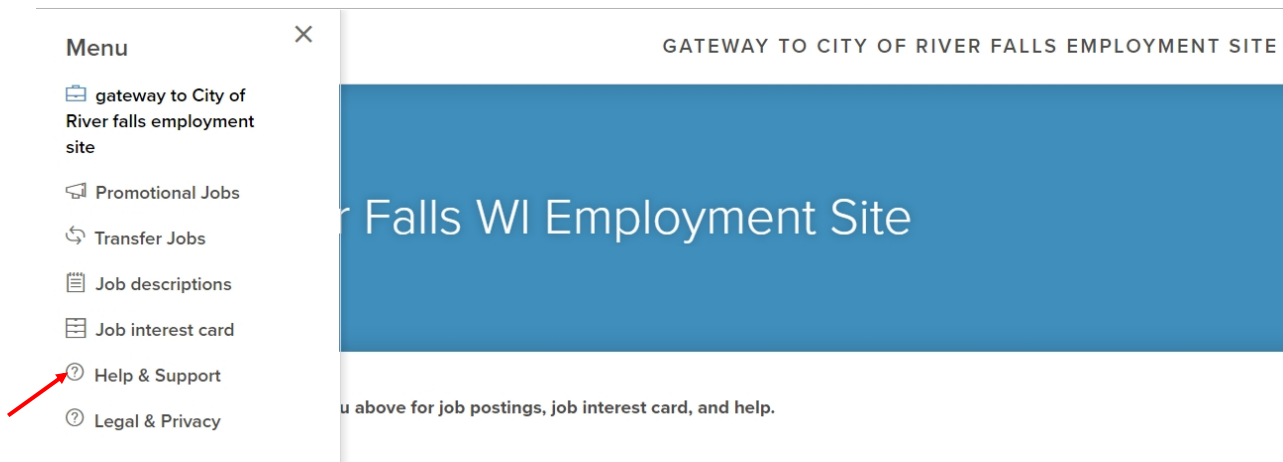 Menu
GATEWAY TO CITY OF RIVER FALLS EMPLOYMENT SITE
gateway to City of
River falls employment
site
Promotional Jobs
Transfer Jobs
Job descriptions
Job interest card
Help & Support
Legal & Privacy
r Falls WI Employment Site
u above for job postings, job interest card, and help.